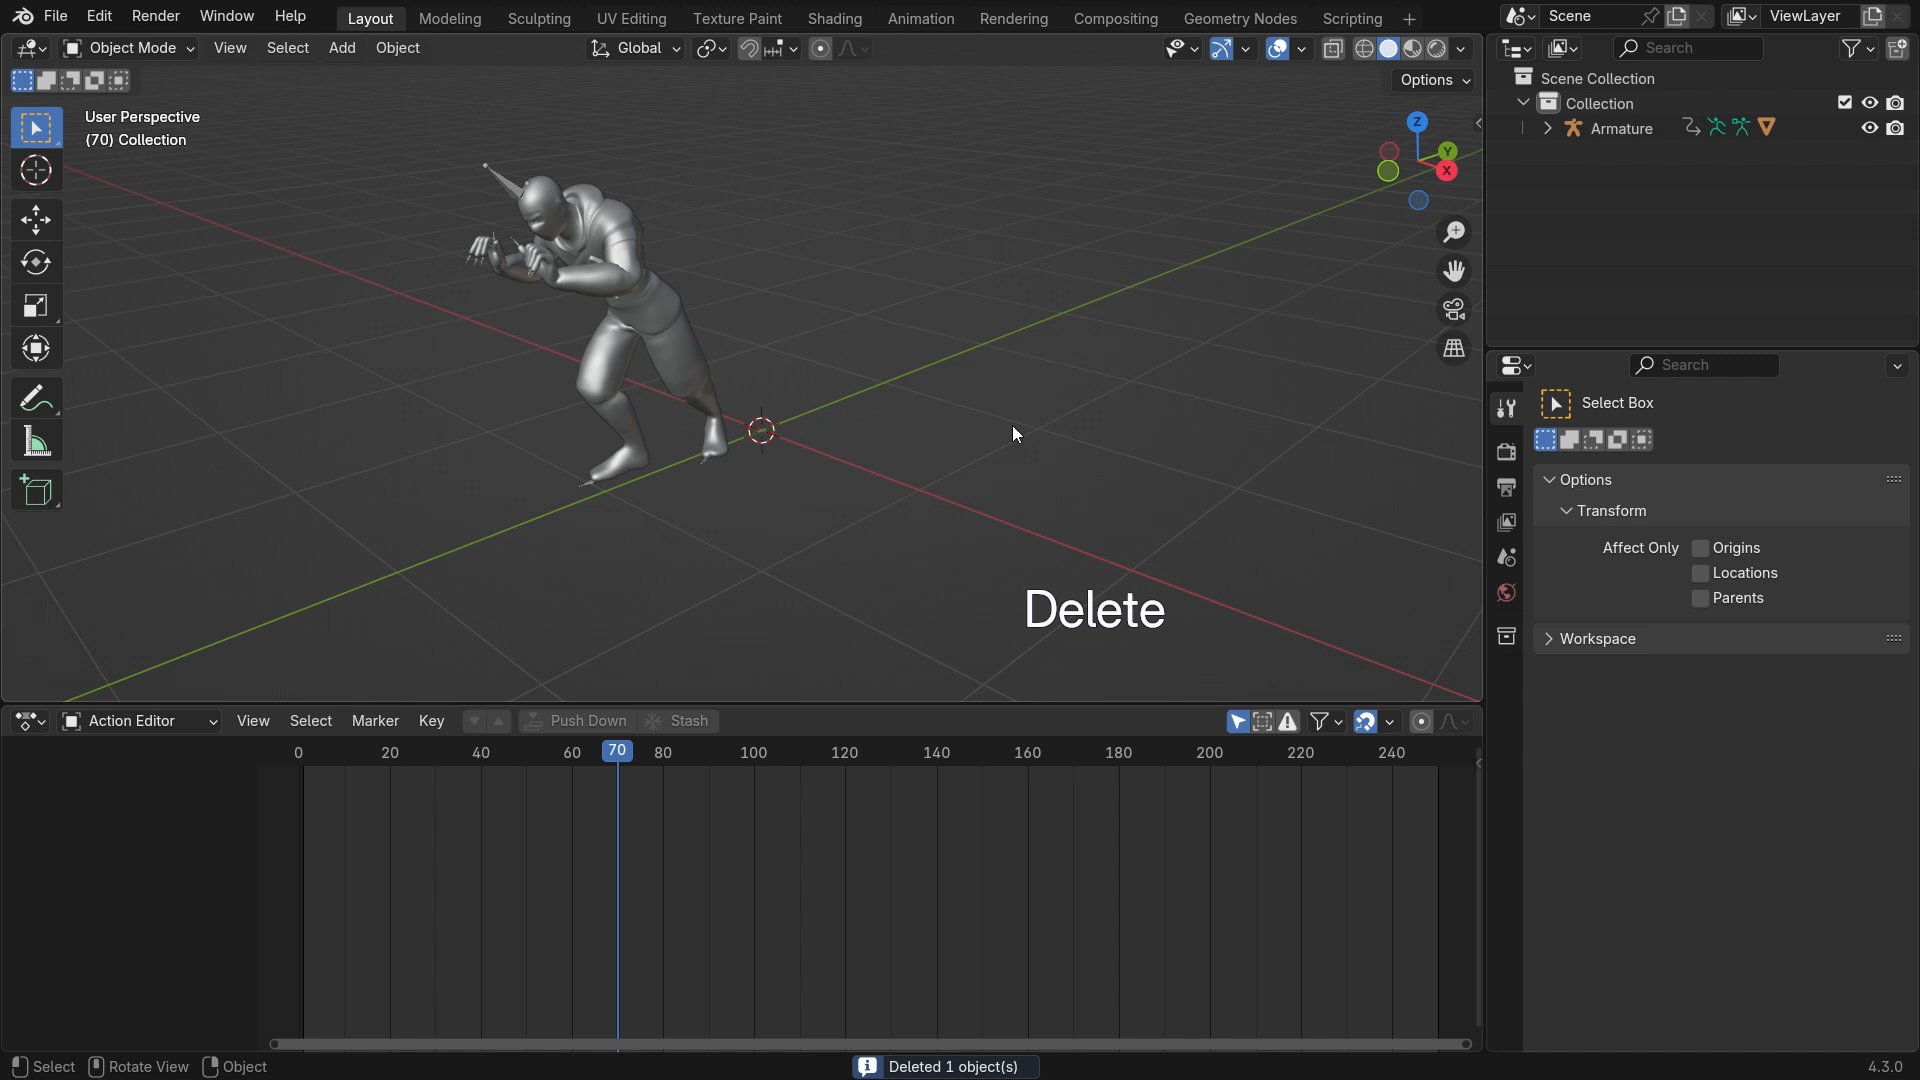 File Edit Render Window Help Layout Modeling Sculpting UV Editing Texture Paint Shading Animation Rendering Compositing Geometry Nodes Scripting + Scene ViewLayer
Object Mode View Select Add Object Global Search
Options
Scene Collection
User Perspective
(70) Collection
Collection
Armature
Z
Y
X
Search
Select Box
Options
Transform
Affect Only Origins
Locations
Parents
Workspace
Delete
Action Editor View Select Marker Key Push Down Stash
0 20 40 60 70 80 100 120 140 160 180 200 220 240
Select Rotate View Object Deleted 1 object(s) 4.3.0